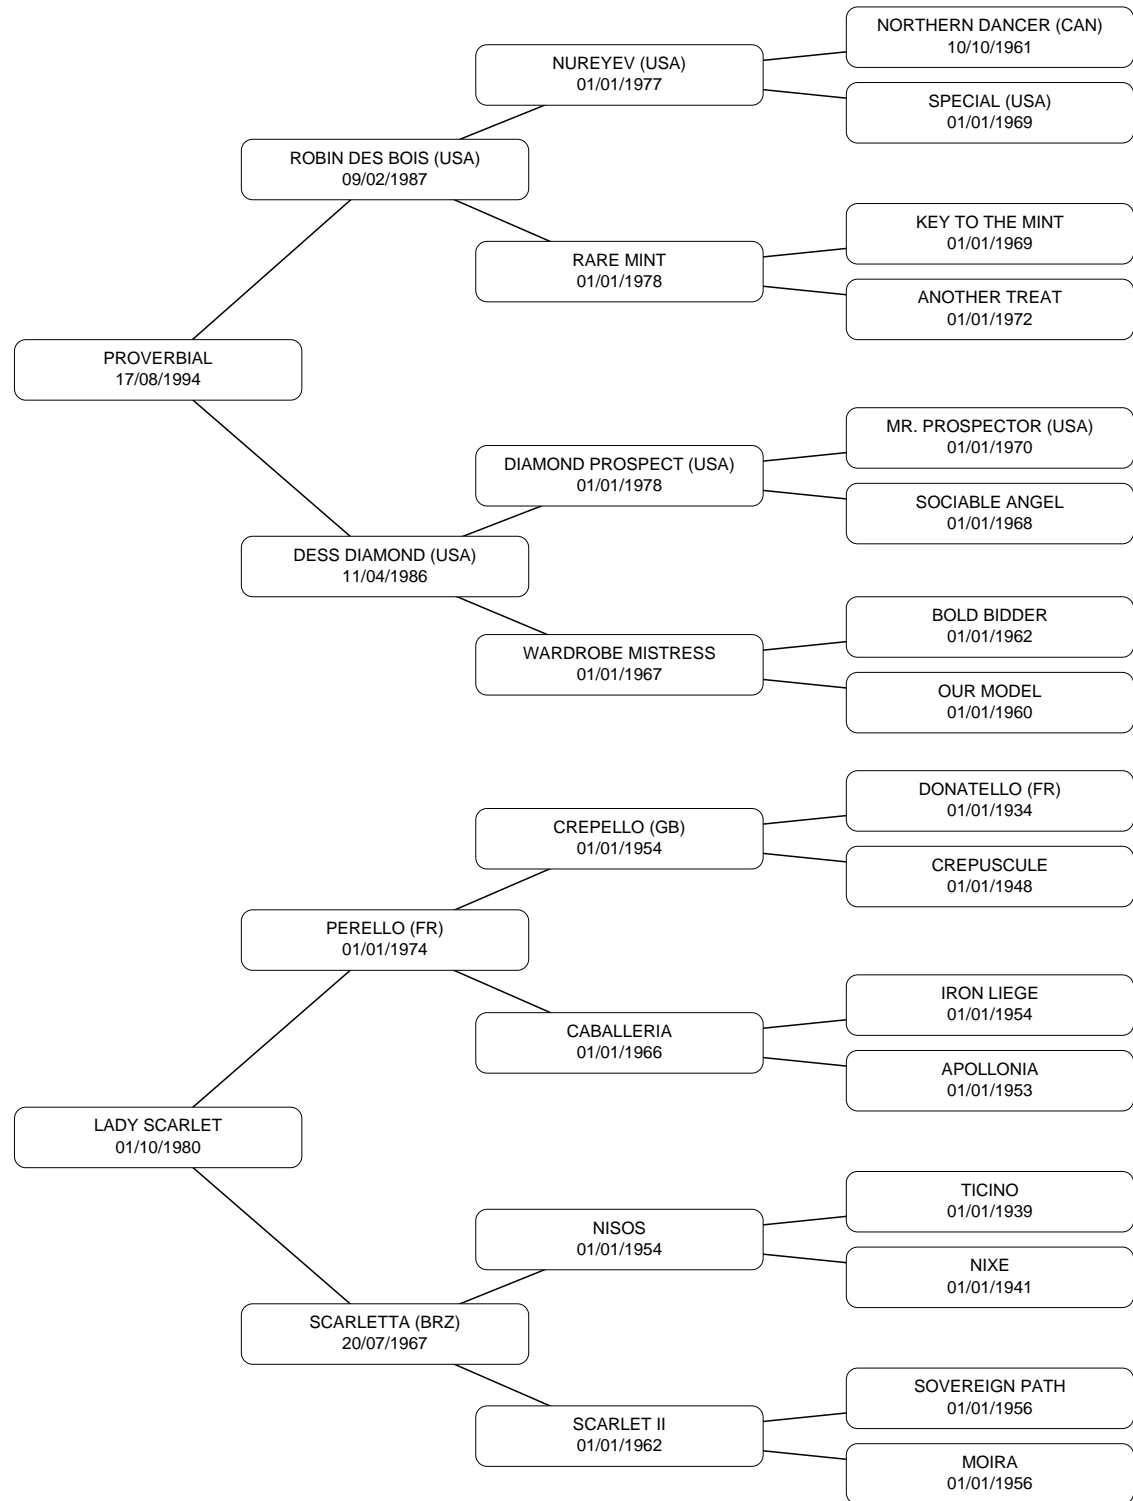 NORTHERN DANCER (CAN)
10/10/1961
NUREYEV (USA)
01/01/1977
SPECIAL (USA)
01/01/1969
ROBIN DES BOIS (USA)
09/02/1987
KEY TO THE MINT
01/01/1969
RARE MINT
01/01/1978
ANOTHER TREAT
01/01/1972
PROVERBIAL
17/08/1994
MR. PROSPECTOR (USA)
01/01/1970
DIAMOND PROSPECT (USA)
01/01/1978
SOCIABLE ANGEL
01/01/1968
DESS DIAMOND (USA)
11/04/1986
BOLD BIDDER
01/01/1962
WARDROBE MISTRESS
01/01/1967
OUR MODEL
01/01/1960
DONATELLO (FR)
01/01/1934
CREPELLO (GB)
01/01/1954
CREPUSCULE
01/01/1948
PERELLO (FR)
01/01/1974
IRON LIEGE
01/01/1954
CABALLERIA
01/01/1966
APOLLONIA
01/01/1953
LADY SCARLET
01/10/1980
TICINO
01/01/1939
NISOS
01/01/1954
NIXE
01/01/1941
SCARLETTA (BRZ)
20/07/1967
SOVEREIGN PATH
01/01/1956
SCARLET II
01/01/1962
MOIRA
01/01/1956